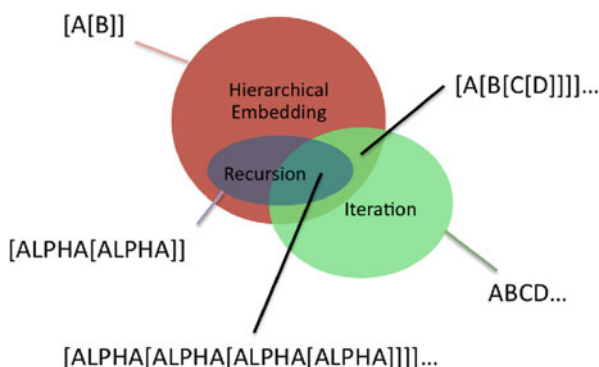 [A[B]]
Hierarchical
Embedding
[A[B[C[D]]]]...
Recursion
Iteration
[ALPHA[ALPHA]]
ABCD...
[ALPHA[ALPHA[ALPHA[ALPHA]]]]...